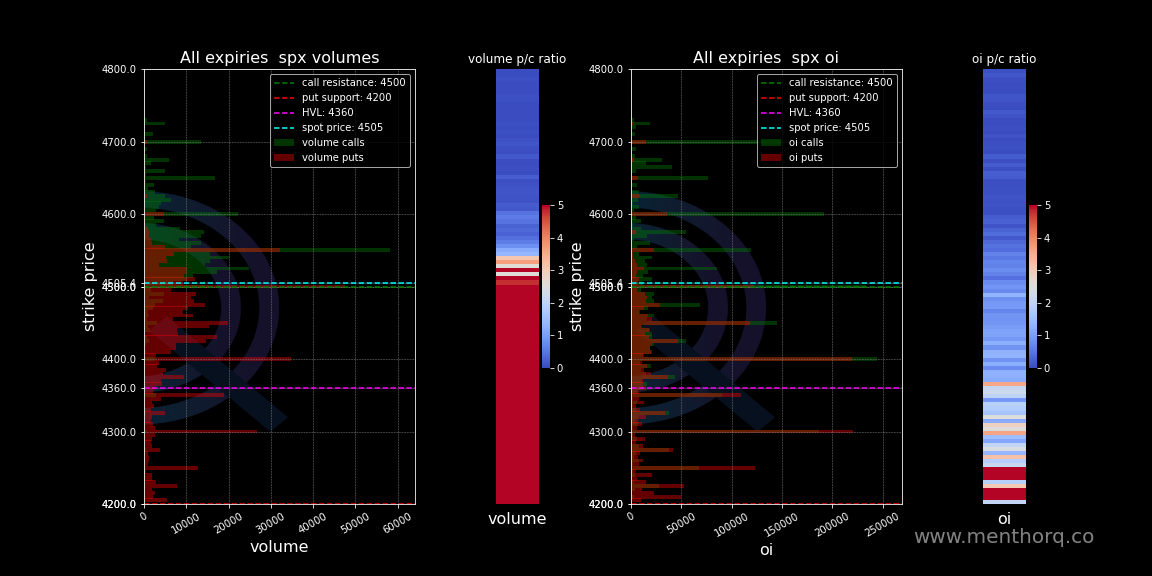 All expiries  spx volumes
volume p/c ratio
All expiries  spx oi
oi p/c ratio
call resistance: 4500
put support: 4200
HVL: 4360
spot price: 4505
volume calls
volume puts
call resistance: 4500
put support: 4200
HVL: 4360
spot price: 4505
oi calls
oi puts
strike price
4800.0
4700.0
4600.0
4500.0
4400.0
4360.0
4300.0
4200.0
0
10000
20000
30000
40000
50000
60000
volume
5
4
3
2
1
0
volume
strike price
4800.0
4700.0
4600.0
4500.0
4400.0
4360.0
4300.0
4200.0
0
50000
100000
150000
200000
250000
oi
5
4
3
2
1
0
oi
www.menthorq.co